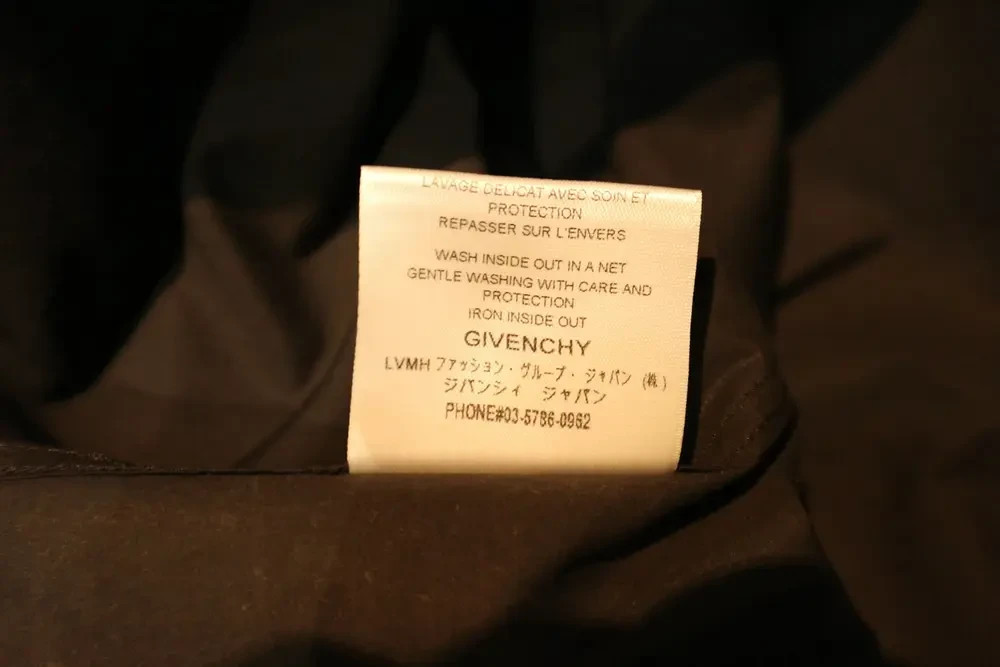 LAVAGE DELICAT AVEC SOIN ET
PROTECTION
REPASSER SUR L'ENVERS
WASH INSIDE OUT IN A NET
GENTLE WASHING WITH CARE AND
PROTECTION
IRON INSIDE OUT
GIVENCHY
LVMH ファッション・グループ・ジャパン (株)
ジバンシィ ジャパン
PHONE#03-5786-0962